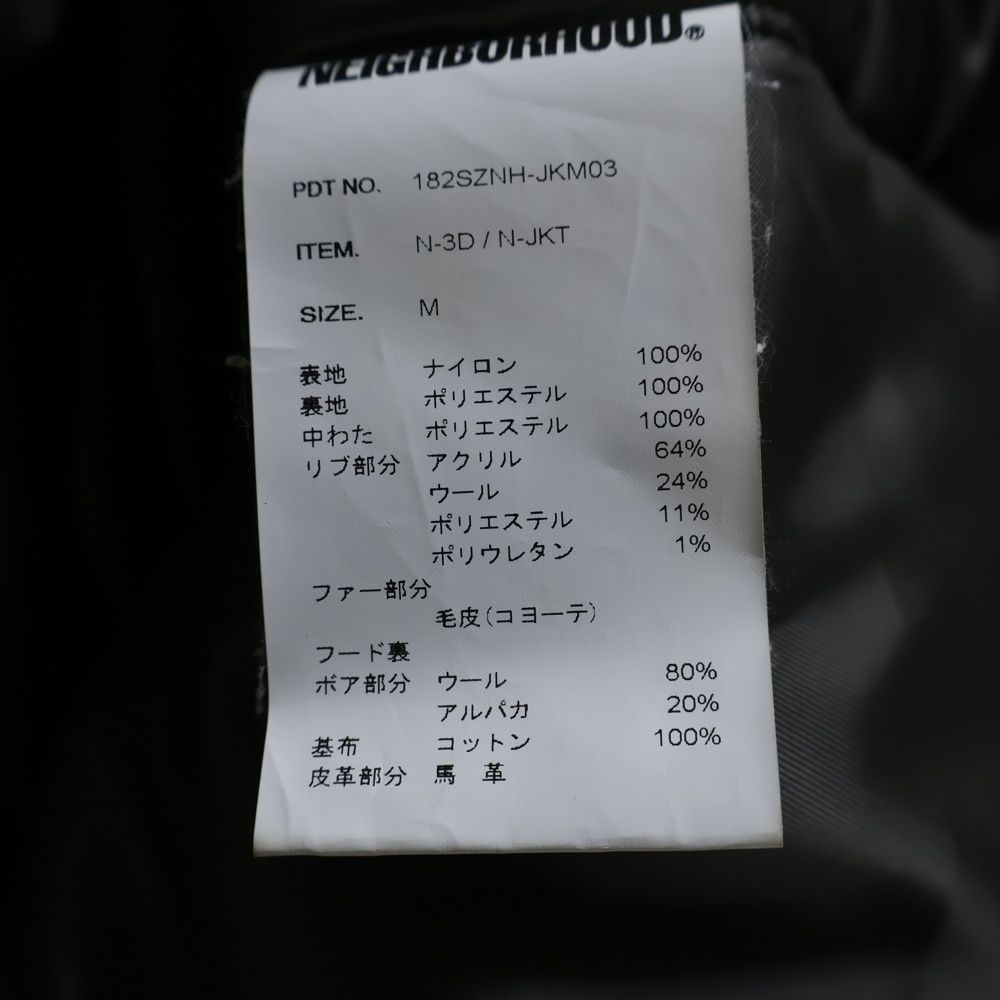 NEIGHBORHOOD®
PDT NO. 182SZNH-JKM03
ITEM. N-3D / N-JKT
SIZE. M
表地 ナイロン 100%
裏地 ポリエステル 100%
中わた ポリエステル 100%
リブ部分 アクリル 64%
ウール 24%
ポリエステル 11%
ポリウレタン 1%
ファー部分
毛皮(コヨーテ)
フード裏
ボア部分 ウール 80%
アルパカ 20%
基布 コットン 100%
皮革部分 馬 革